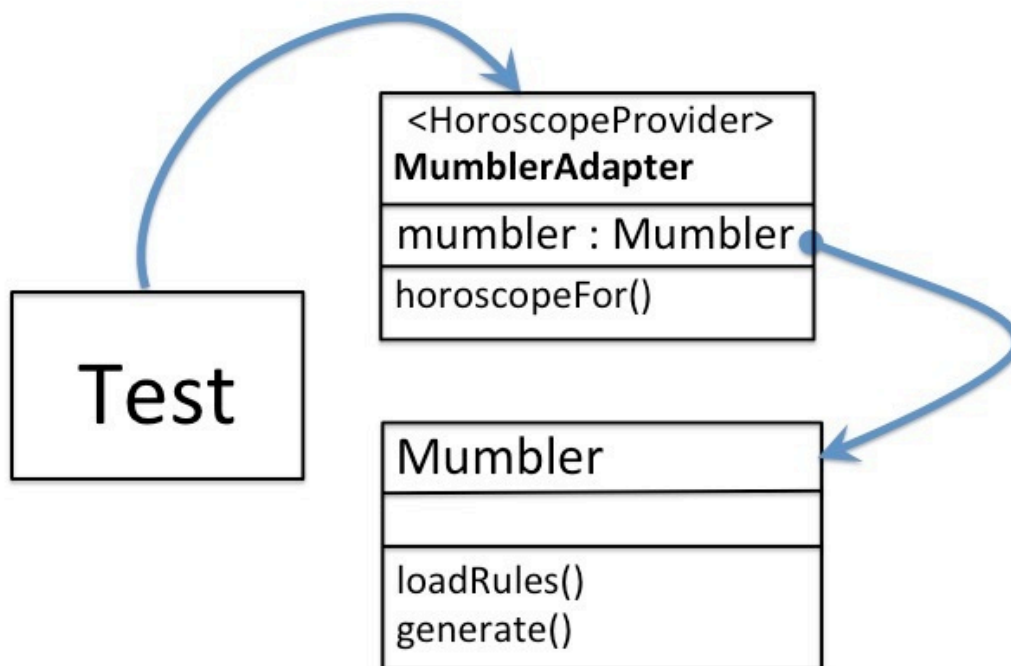 <HoroscopeProvider>
MumblerAdapter
mumbler : Mumbler
horoscopeFor()
Test
Mumbler
loadRules()
generate()